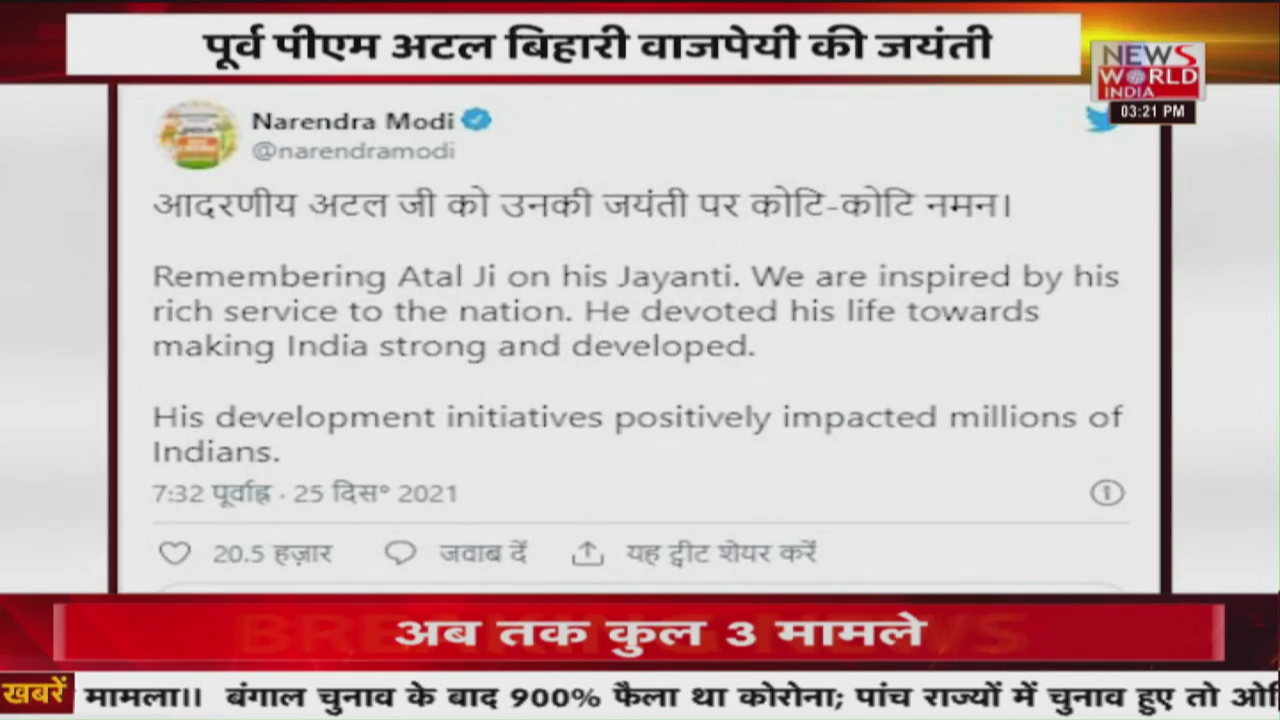 पूर्व पीएम अटल बिहारी वाजपेयी की जयंती
NEWS
WORLD
INDIA
03:21 PM
Narendra Modi
@narendramodi
आदरणीय अटल जी को उनकी जयंती पर कोटि-कोटि नमन।
Remembering Atal Ji on his Jayanti. We are inspired by his
rich service to the nation. He devoted his life towards
making India strong and developed.
His development initiatives positively impacted millions of
Indians.
7:32 पूर्वाह्न · 25 दिस॰ 2021
20.5 हज़ार जवाब दें यह ट्वीट शेयर करें
अब तक कुल 3 मामले
खबरें मामला।। बंगाल चुनाव के बाद 900% फैला था कोरोना; पांच राज्यों में चुनाव हुए तो